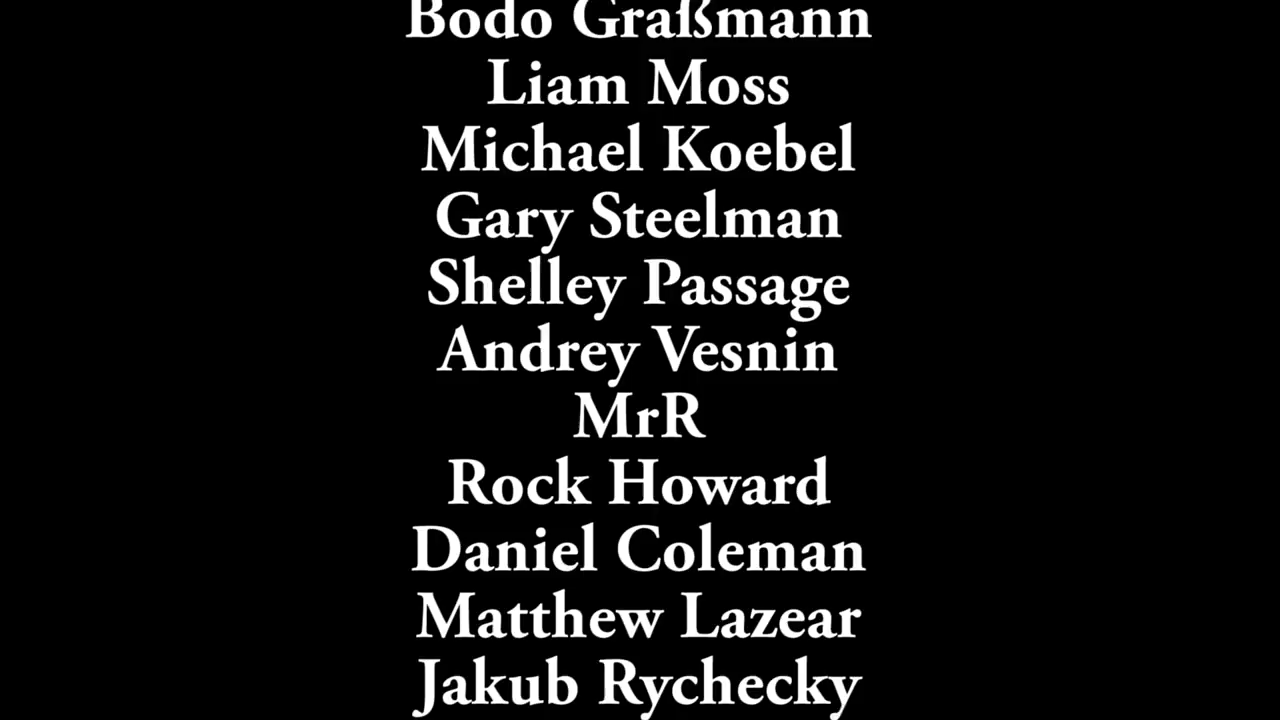 Bodo Graßmann
Liam Moss
Michael Koebel
Gary Steelman
Shelley Passage
Andrey Vesnin
MrR
Rock Howard
Daniel Coleman
Matthew Lazear
Jakub Rychecky